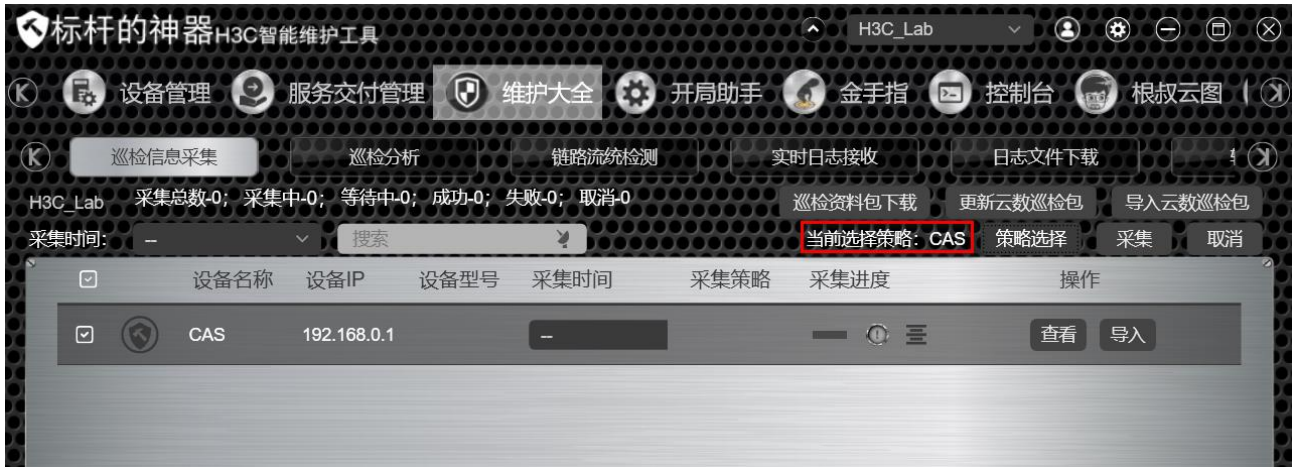 标杆的神器H3C智能维护工具 H3C_Lab
设备管理 服务交付管理 维护大全 开局助手 金手指 控制台 根叔云图
巡检信息采集 巡检分析 链路流统检测 实时日志接收 日志文件下载
H3C_Lab 采集总数-0; 采集中-0; 等待中-0; 成功-0; 失败-0; 取消-0 巡检资料包下载 更新云数巡检包 导入云数巡检包
采集时间: -- 搜索 当前选择策略: CAS 策略选择 采集 取消
设备名称 设备IP 设备型号 采集时间 采集策略 采集进度 操作
CAS 192.168.0.1 -- 查看 导入